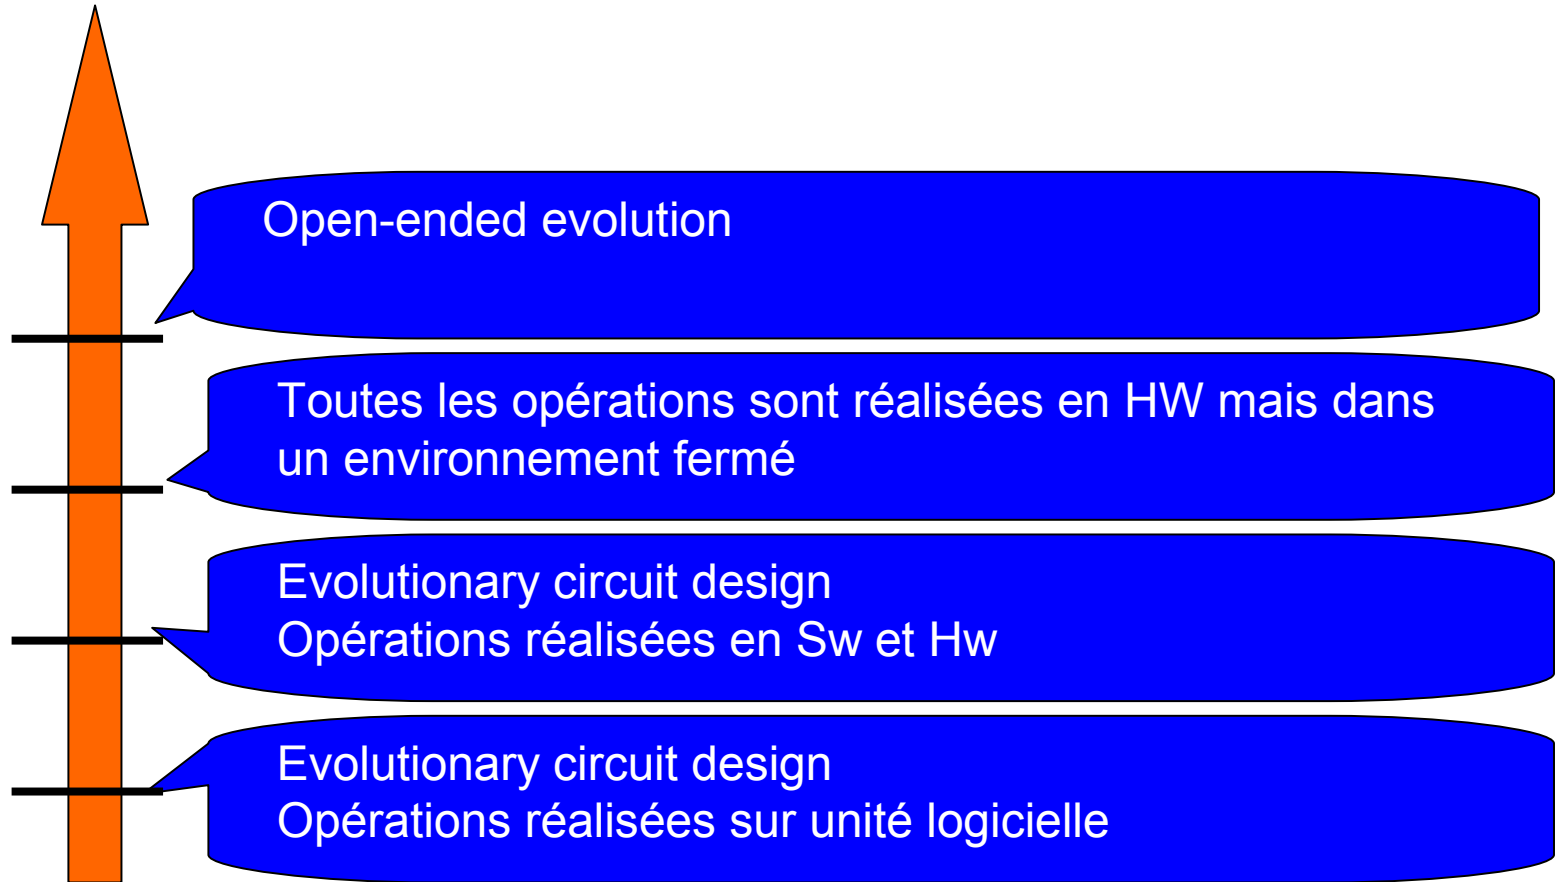 Open-ended evolution
Toutes les opérations sont réalisées en HW mais dans
un environnement fermé
Evolutionary circuit design
Opérations réalisées en Sw et Hw
Evolutionary circuit design
Opérations réalisées sur unité logicielle